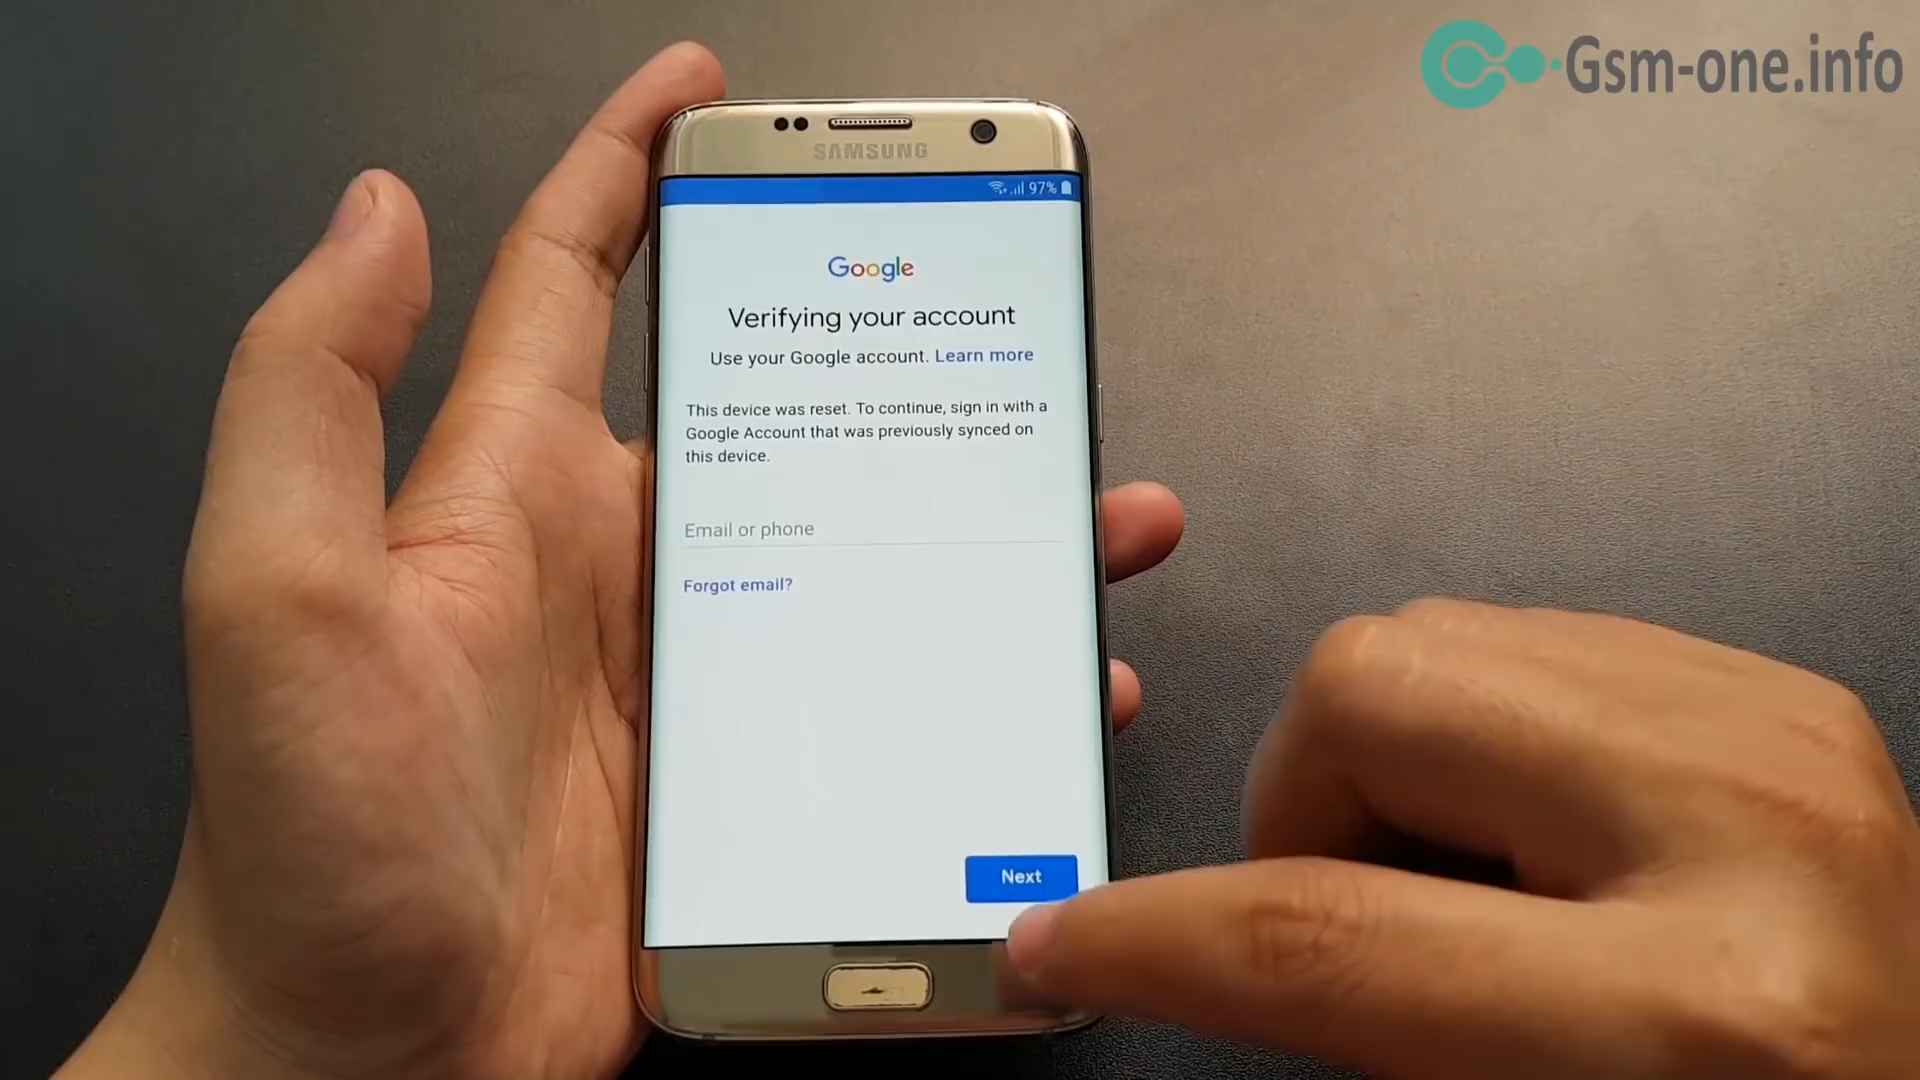 Gsm-one.info
SAMSUNG
97%
Google
Verifying your account
Use your Google account. Learn more
This device was reset. To continue, sign in with a
Google Account that was previously synced on
this device.
Email or phone
Forgot email?
Next